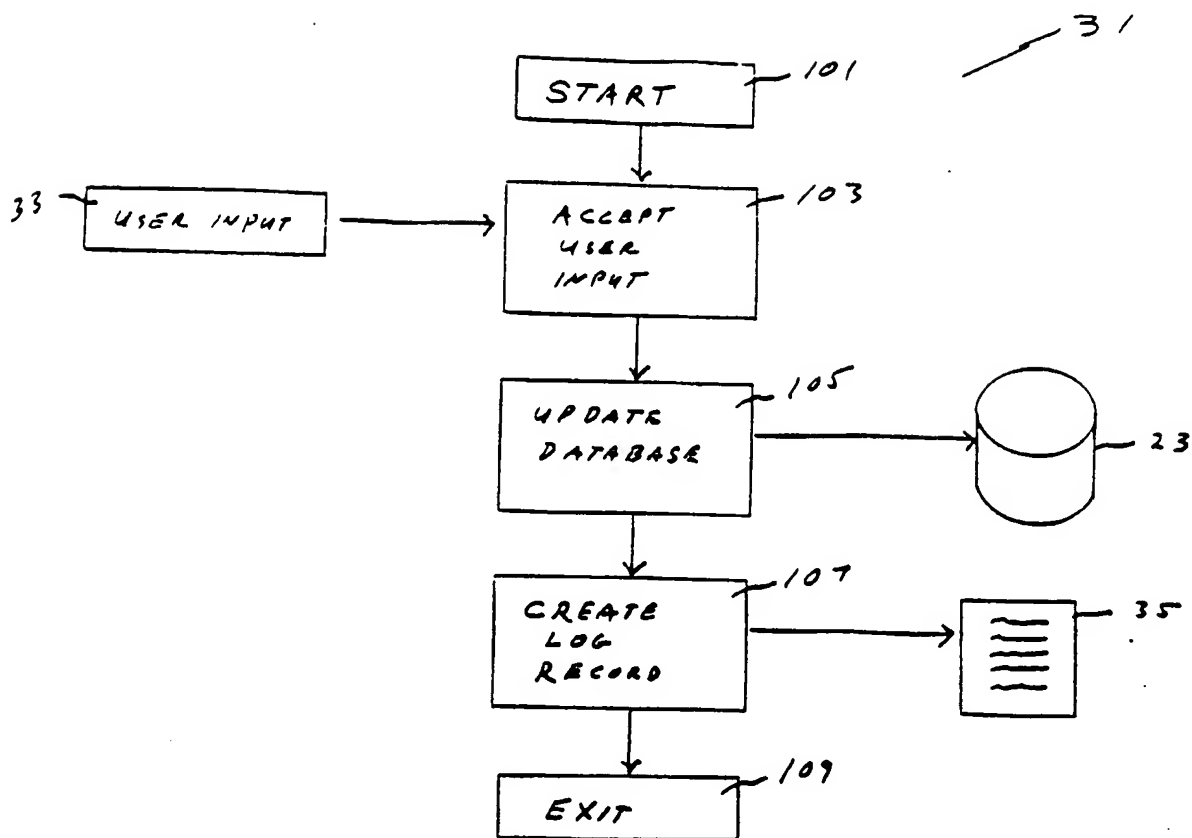 31
101
START
103
33
USER INPUT
ACCEPT
USER
INPUT
105
UPDATE
DATABASE
23
107
CREATE
LOG
RECORD
35
109
EXIT